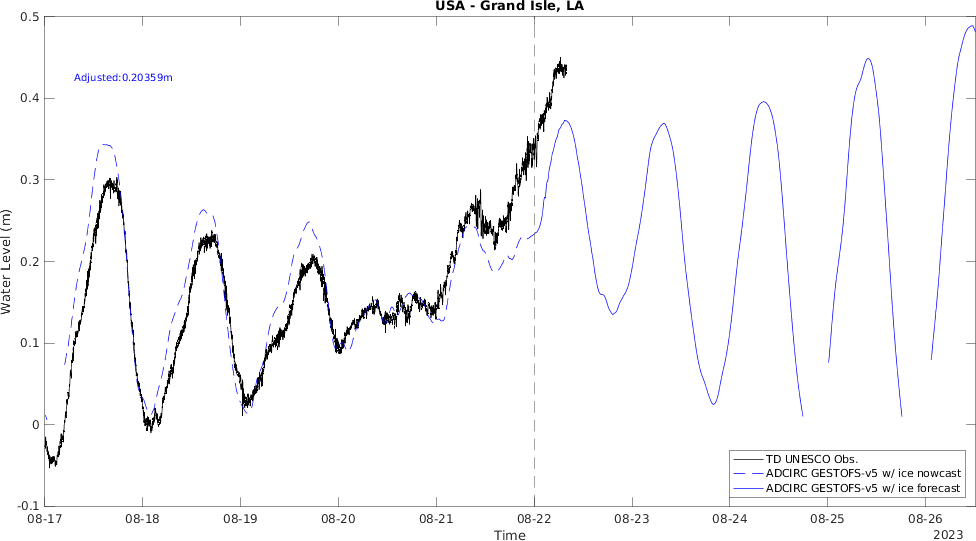 USA - Grand Isle, LA
0.5
Adjusted:0.20359m
0.4
0.3
0.2
0.1
0
-0.1
Water Level (m)
TD UNESCO Obs.
ADCIRC GESTOFS-v5 w/ ice nowcast
ADCIRC GESTOFS-v5 w/ ice forecast
08-17 08-18 08-19 08-20 08-21 08-22 08-23 08-24 08-25 08-26
Time
2023